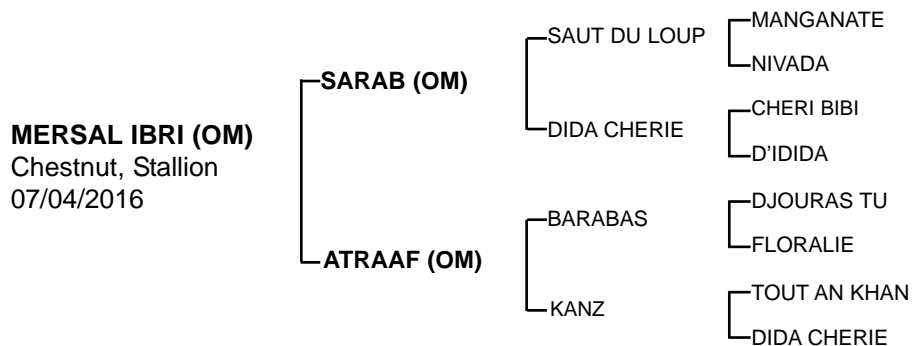 MERSAL IBRI (OM)
Chestnut, Stallion
07/04/2016
SARAB (OM)
ATRAAF (OM)
SAUT DU LOUP
DIDA CHERIE
BARABAS
KANZ
MANGANATE
NIVADA
CHERI BIBI
D'IDIDA
DJOURAS TU
FLORALIE
TOUT AN KHAN
DIDA CHERIE